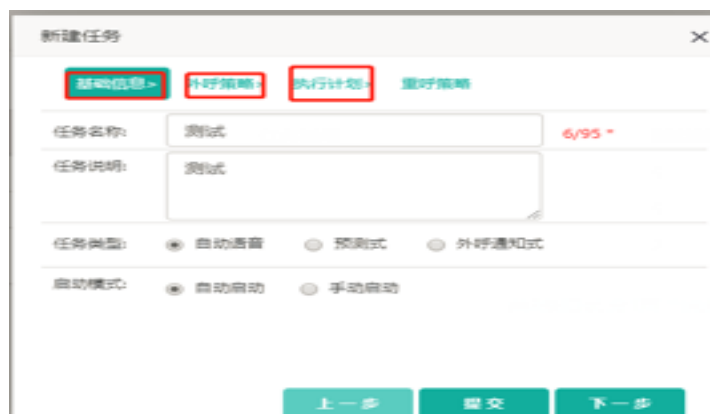 新建任务 ×
基础信息> 外呼策略> 执行计划> 重呼策略
任务名称: 测试 6/95 *
任务说明: 测试
任务类型: 自动语音 预测式 外呼通知式
启动模式: 自动启动 手动启动
上一步 提交 下一步